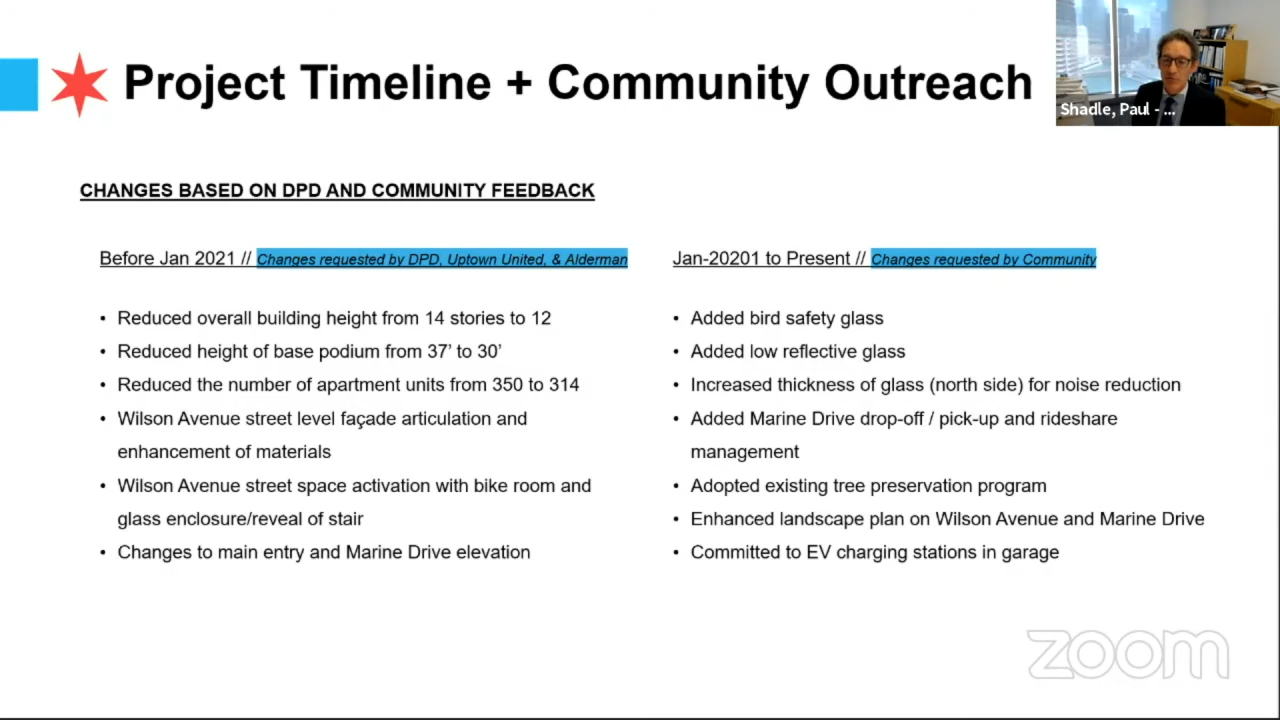 Project Timeline + Community Outreach
Shadle, Paul - ...
CHANGES BASED ON DPD AND COMMUNITY FEEDBACK
Before Jan 2021 // Changes requested by DPD, Uptown United, & Alderman
• Reduced overall building height from 14 stories to 12
• Reduced height of base podium from 37’ to 30’
• Reduced the number of apartment units from 350 to 314
• Wilson Avenue street level façade articulation and
enhancement of materials
• Wilson Avenue street space activation with bike room and
glass enclosure/reveal of stair
• Changes to main entry and Marine Drive elevation
Jan-20201 to Present // Changes requested by Community
• Added bird safety glass
• Added low reflective glass
• Increased thickness of glass (north side) for noise reduction
• Added Marine Drive drop-off / pick-up and rideshare
management
• Adopted existing tree preservation program
• Enhanced landscape plan on Wilson Avenue and Marine Drive
• Committed to EV charging stations in garage
zoom